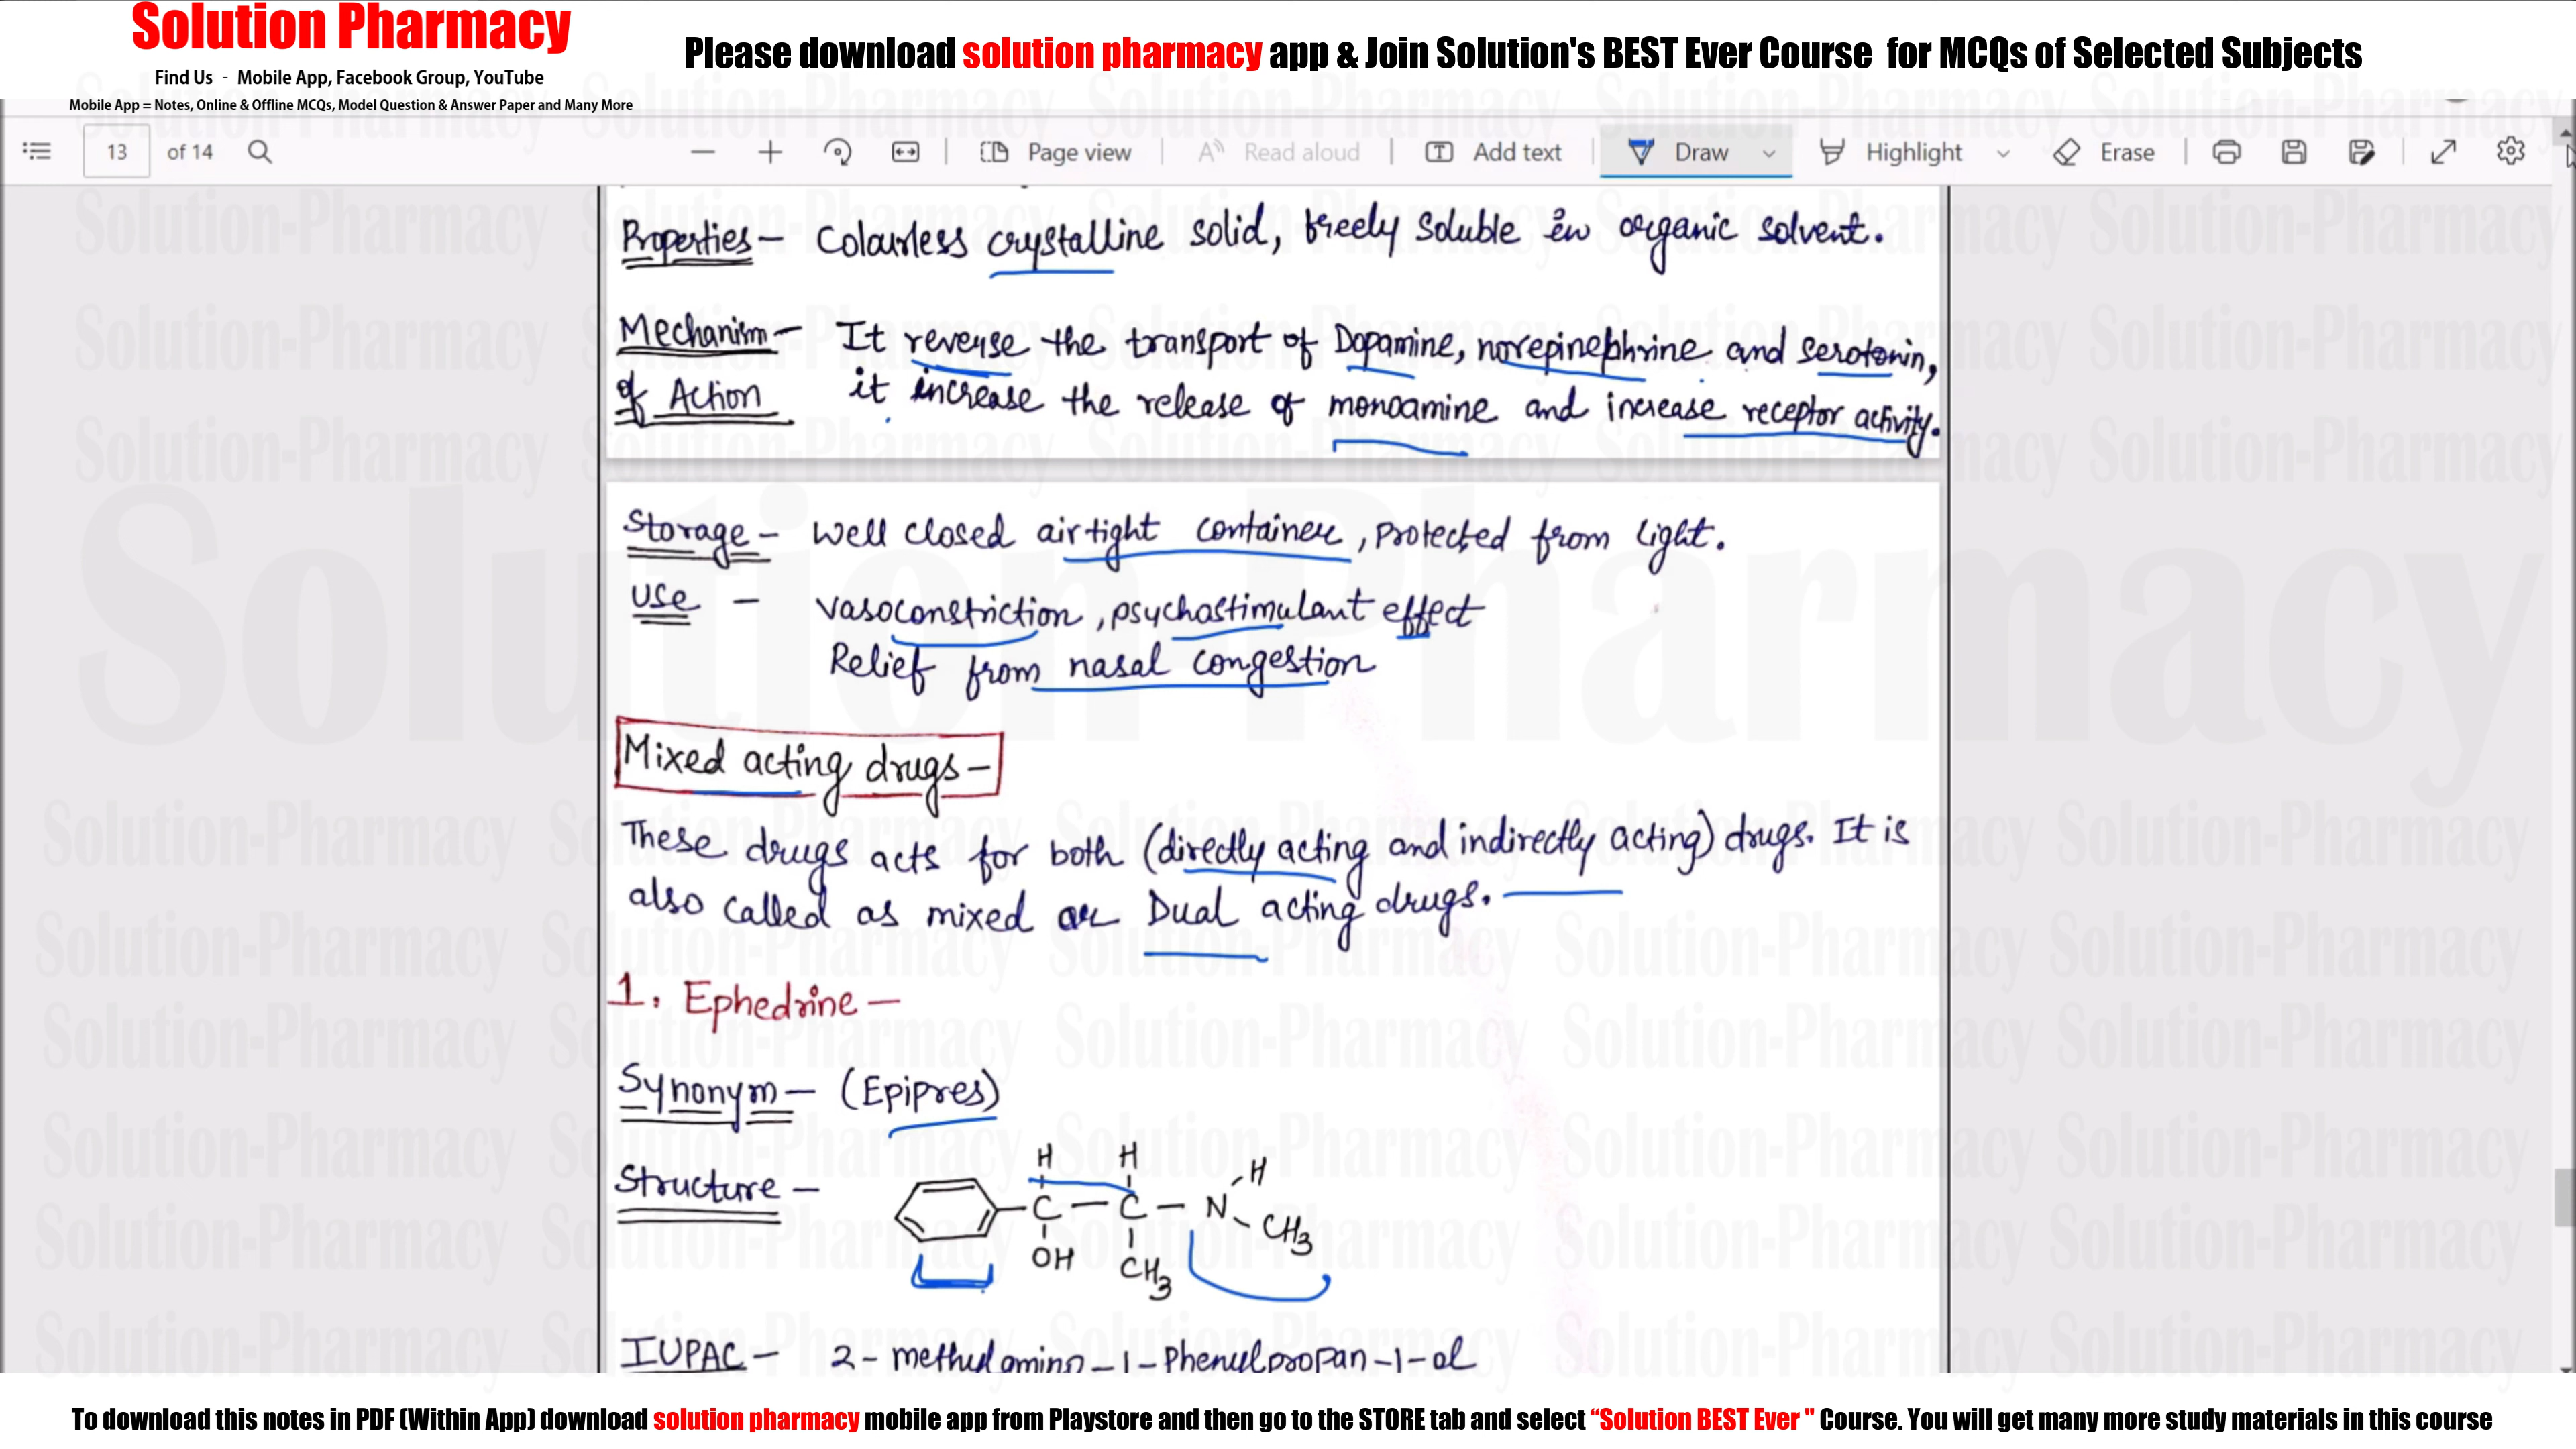 Solution Pharmacy
Find Us - Mobile App, Facebook Group, YouTube
Mobile App = Notes, Online & Offline MCQs, Model Question & Answer Paper and Many More
Please download solution pharmacy app & Join Solution's BEST Ever Course for MCQs of Selected Subjects
13 of 14 Page view Read aloud Add text Draw Highlight Erase
Properties - Colourless crystalline solid, freely soluble in organic solvent.
Mechanism of Action - It reverse the transport of Dopamine, norepinephrine and serotonin,
it increase the release of monoamine and increase receptor activity.
Storage - Well closed airtight container, protected from light.
Use - Vasoconstriction, psychostimulant effect
Relief from nasal congestion
Mixed acting drugs -
These drugs acts for both (directly acting and indirectly acting) drugs. It is
also called as mixed or Dual acting drugs.
1. Ephedrine -
Synonym - (Epipres)
Structure -
H H H
C - C - N
CH3
OH CH3
IUPAC - 2-methylamino-1-Phenylpropan-1-ol
To download this notes in PDF (Within App) download solution pharmacy mobile app from Playstore and then go to the STORE tab and select “Solution BEST Ever " Course. You will get many more study materials in this course